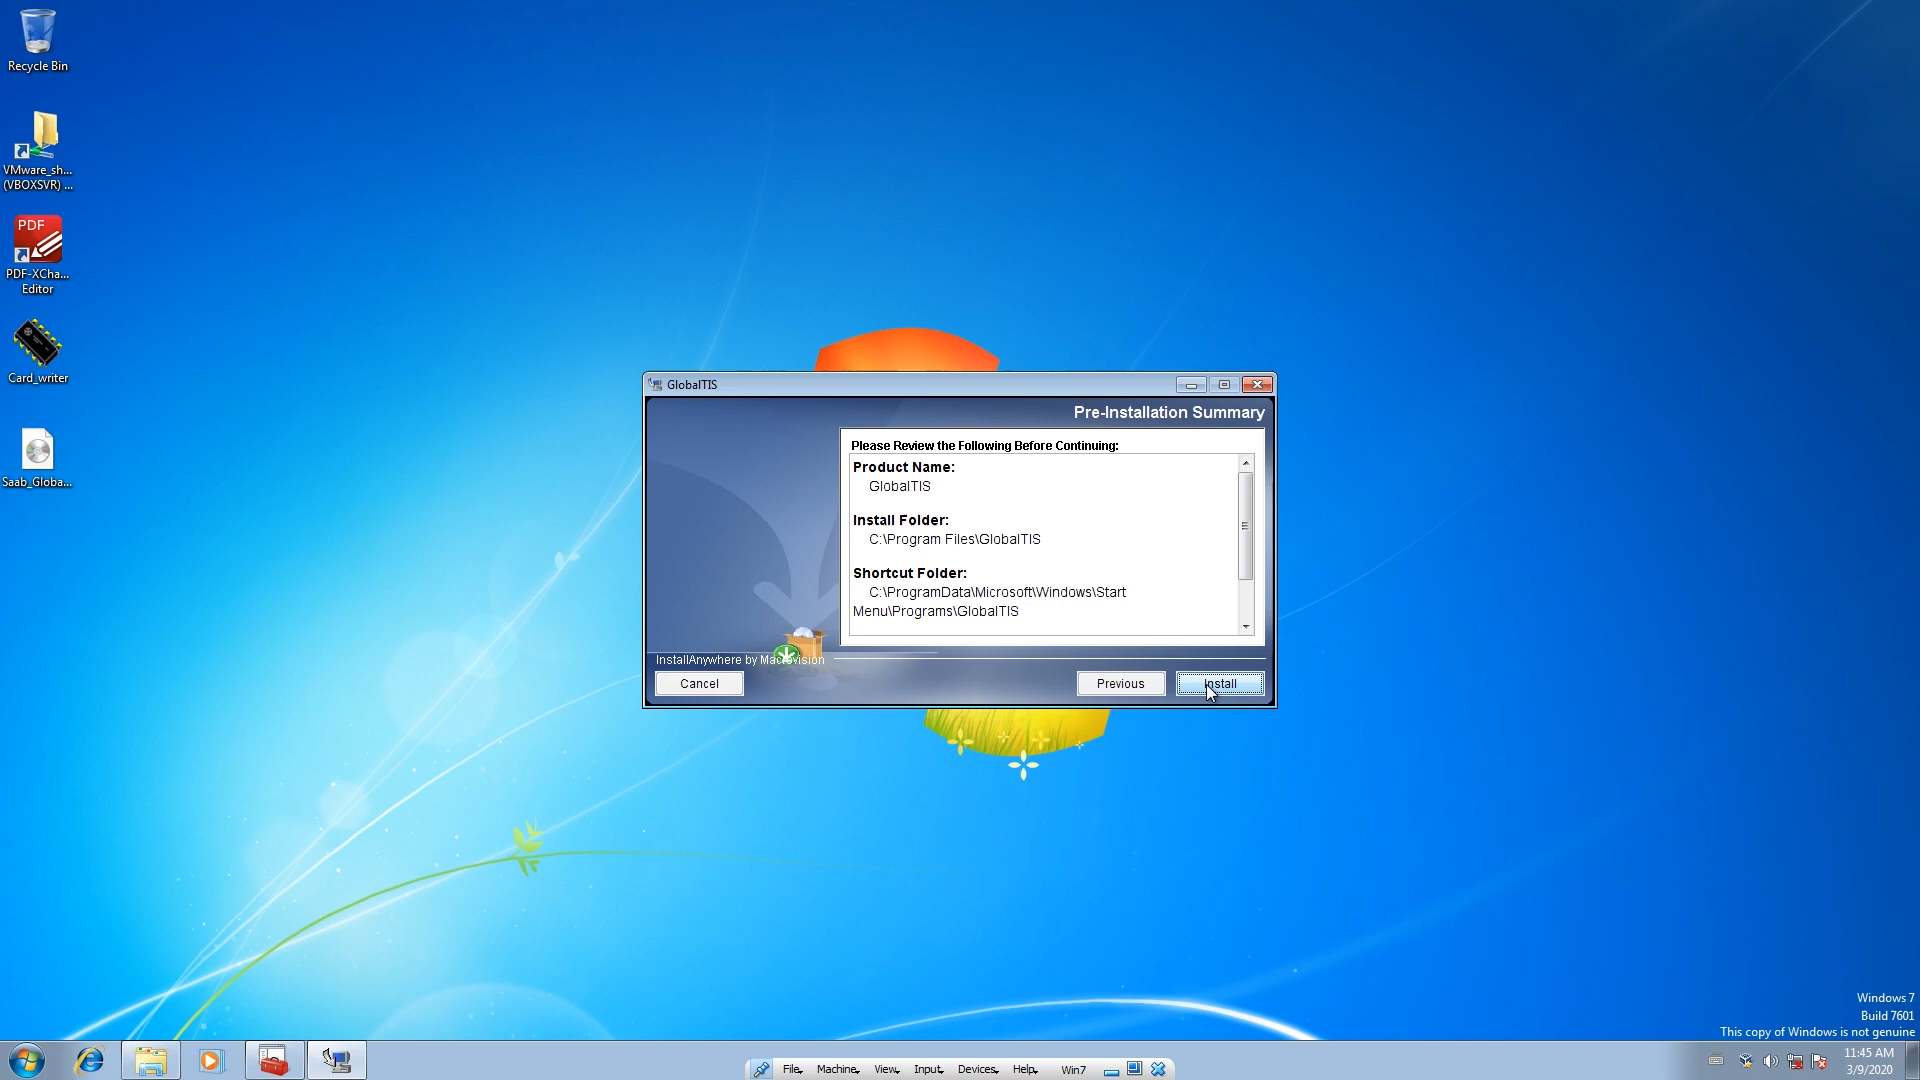 Recycle Bin
VMware_sh...
(VBOXSVR) ...
PDF
PDF-XCha...
Editor
Card_writer
Saab_Globa...
GlobalTIS
Pre-Installation Summary
Please Review the Following Before Continuing:
Product Name:
GlobalTIS
Install Folder:
C:\Program Files\GlobalTIS
Shortcut Folder:
C:\ProgramData\Microsoft\Windows\Start
Menu\Programs\GlobalTIS
InstallAnywhere by Macrovision
Cancel
Previous
Install
Windows 7
Build 7601
This copy of Windows is not genuine
File
Machine
View
Input
Devices
Help
Win7
11:45 AM
3/9/2020